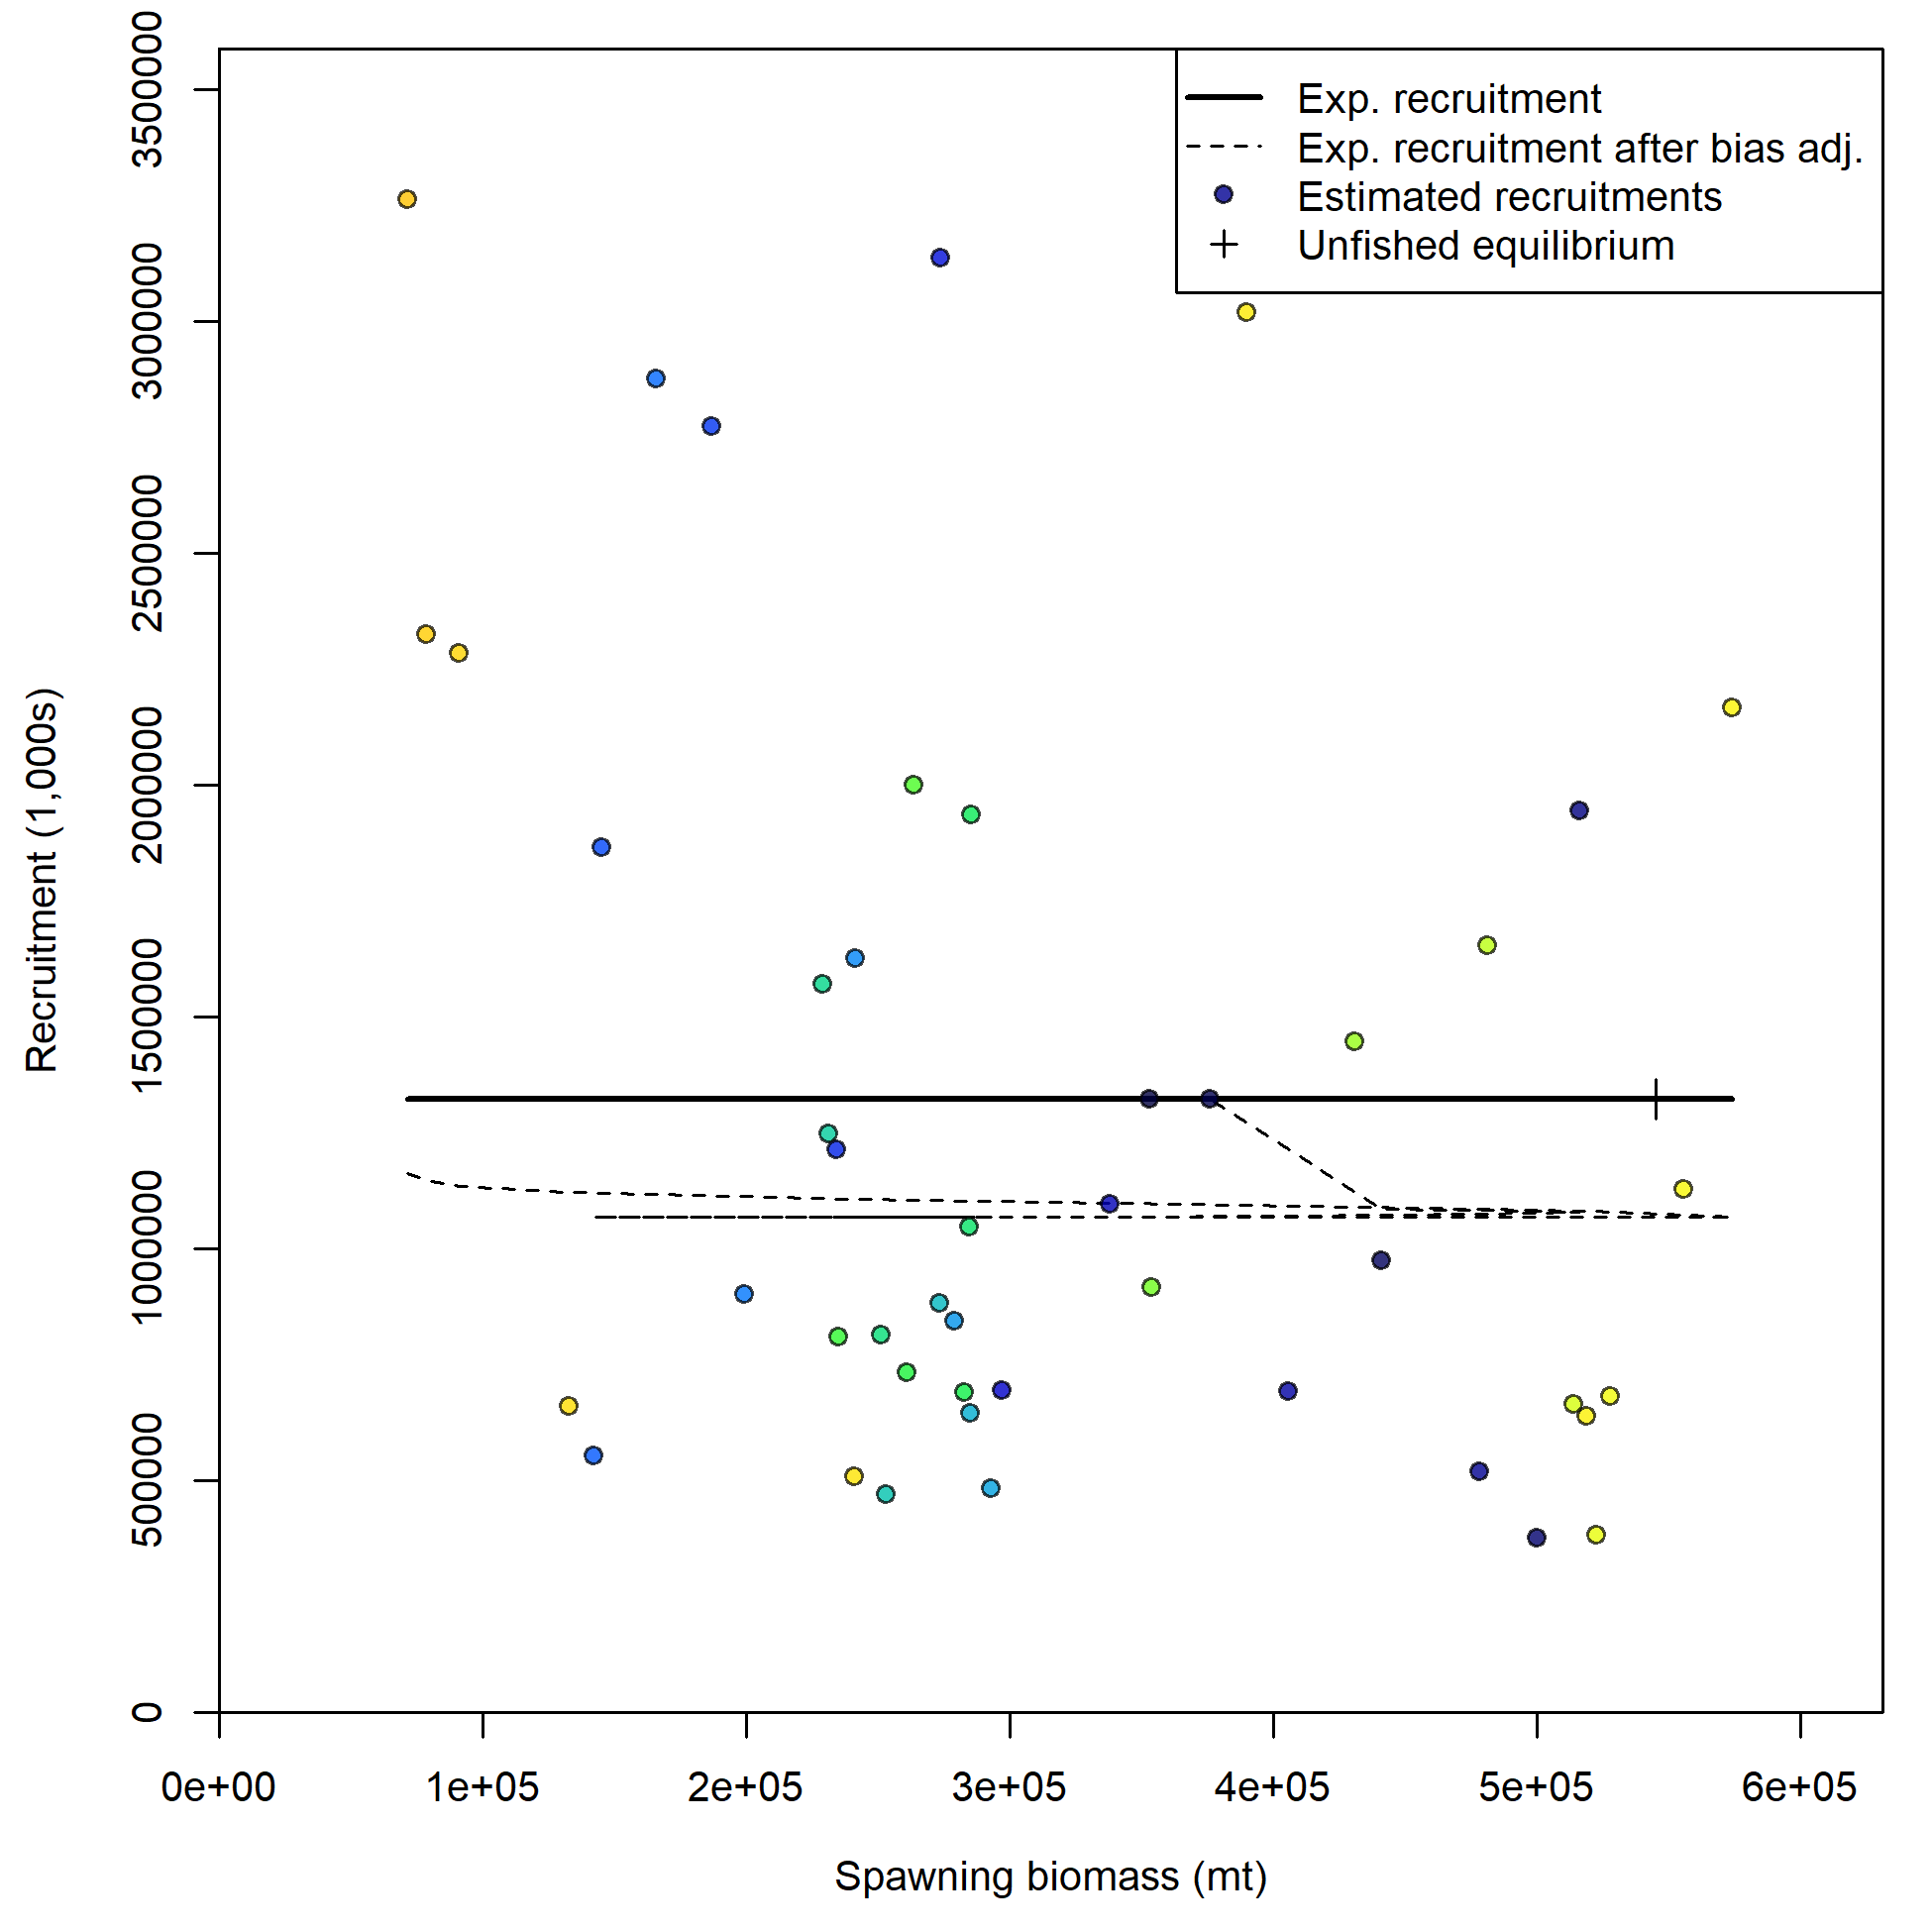 Exp. recruitment
Exp. recruitment after bias adj.
Estimated recruitments
Unfished equilibrium
Recruitment (1,000s)
3500000
3000000
2500000
2000000
1500000
1000000
500000
0
0e+00 1e+05 2e+05 3e+05 4e+05 5e+05 6e+05
Spawning biomass (mt)